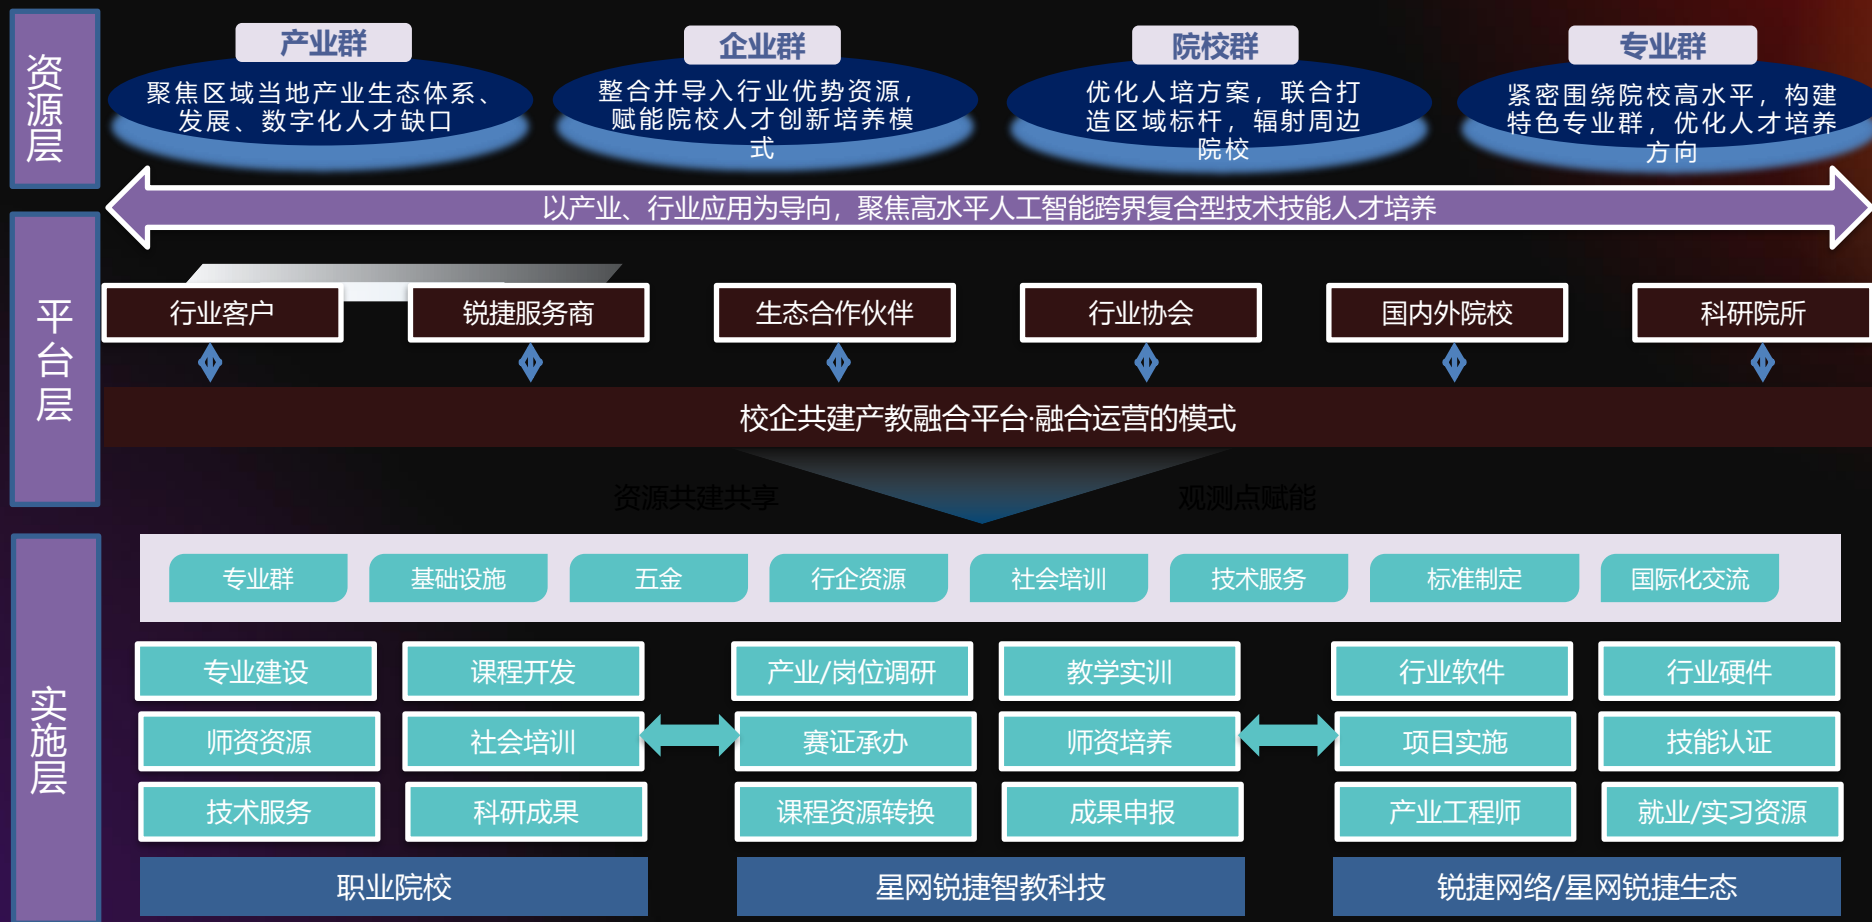 资源层
产业群
聚焦区域当地产业生态体系、
发展、数字化人才缺口
企业群
整合并导入行业优势资源，
赋能院校人才创新培养模
式
院校群
优化人培方案，联合打
造区域标杆，辐射周边
院校
专业群
紧密围绕院校高水平，构建
特色专业群，优化人才培养
方向
以产业、行业应用为导向，聚焦高水平人工智能跨界复合型技术技能人才培养
平台层
行业客户
锐捷服务商
生态合作伙伴
行业协会
国内外院校
科研院所
校企共建产教融合平台·融合运营的模式
资源共建共享
观测点赋能
实施层
专业群
基础设施
五金
行企资源
社会培训
技术服务
标准制定
国际化交流
专业建设
课程开发
产业/岗位调研
教学实训
行业软件
行业硬件
师资资源
社会培训
赛证承办
师资培养
项目实施
技能认证
技术服务
科研成果
课程资源转换
成果申报
产业工程师
就业/实习资源
职业院校
星网锐捷智教科技
锐捷网络/星网锐捷生态